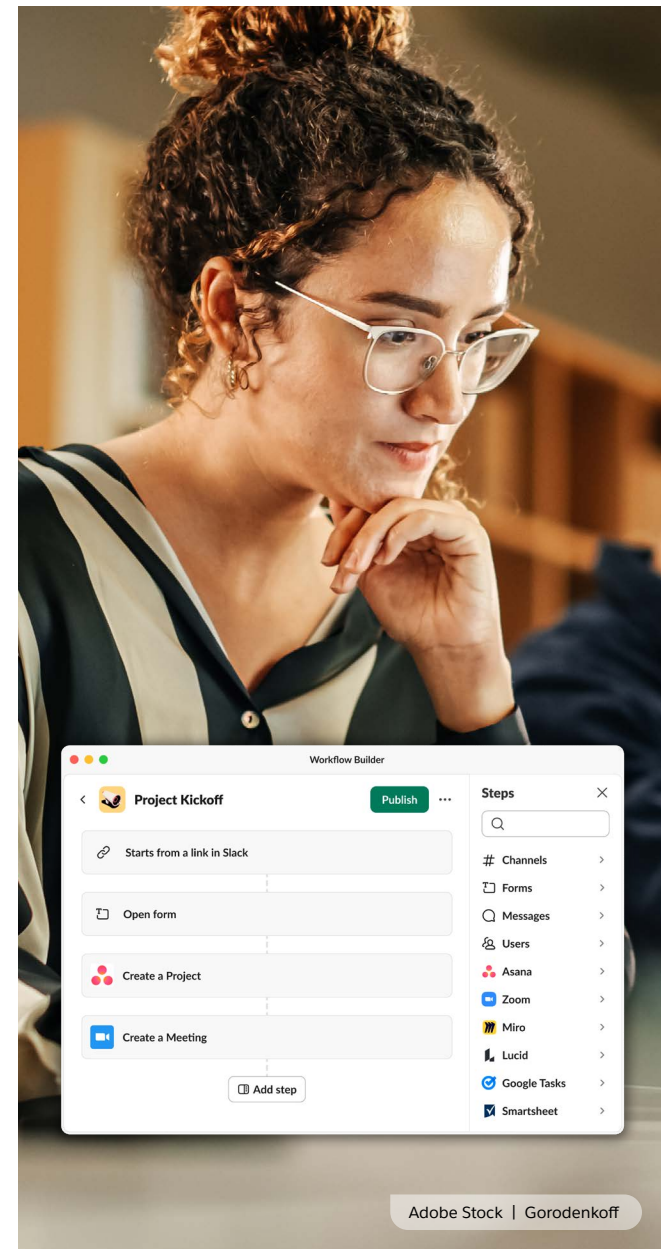 Workflow Builder
Project Kickoff
Publish
Starts from a link in Slack
Open form
Create a Project
Create a Meeting
Add step
Steps
Channels
Forms
Messages
Users
Asana
Zoom
Miro
Lucid
Google Tasks
Smartsheet
Adobe Stock | Gorodenkoff